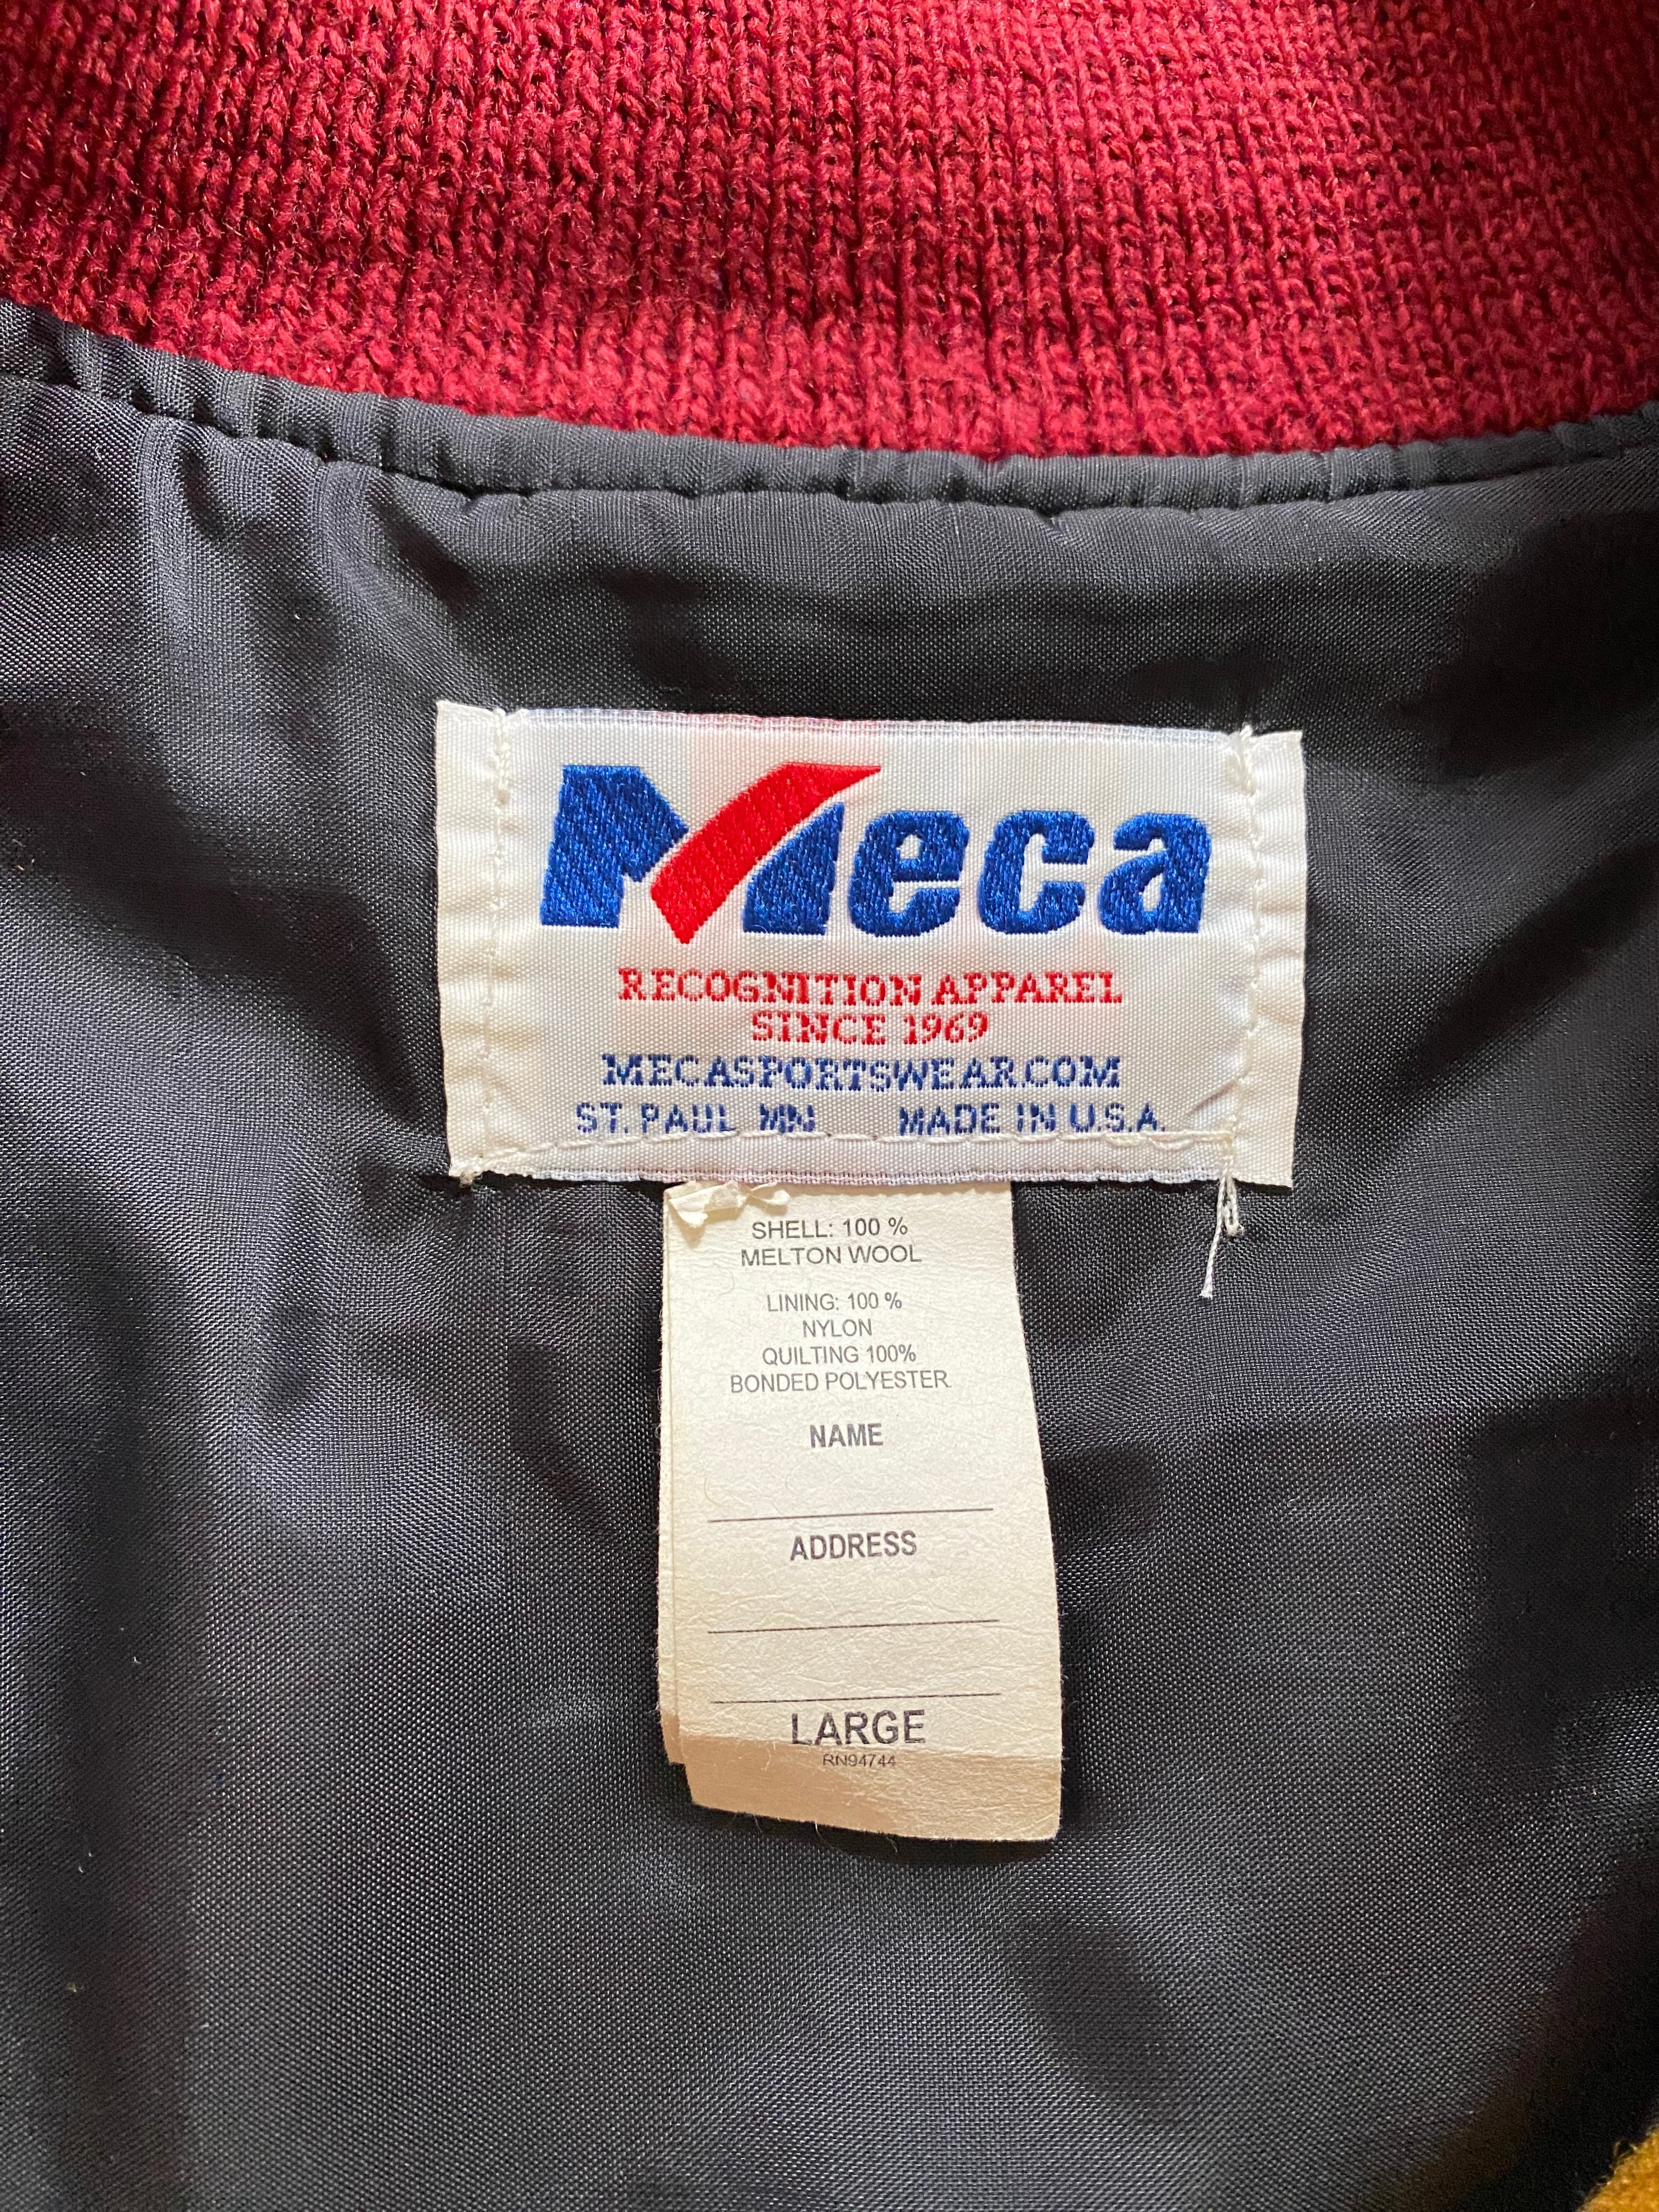 Meca
RECOGNITION APPAREL
SINCE 1969
MECASPORTSWEAR.COM
ST. PAUL MN MADE IN U.S.A.
SHELL: 100 %
MELTON WOOL
LINING: 100 %
NYLON
QUILTING 100%
BONDED POLYESTER
NAME
ADDRESS
LARGE
RN94744